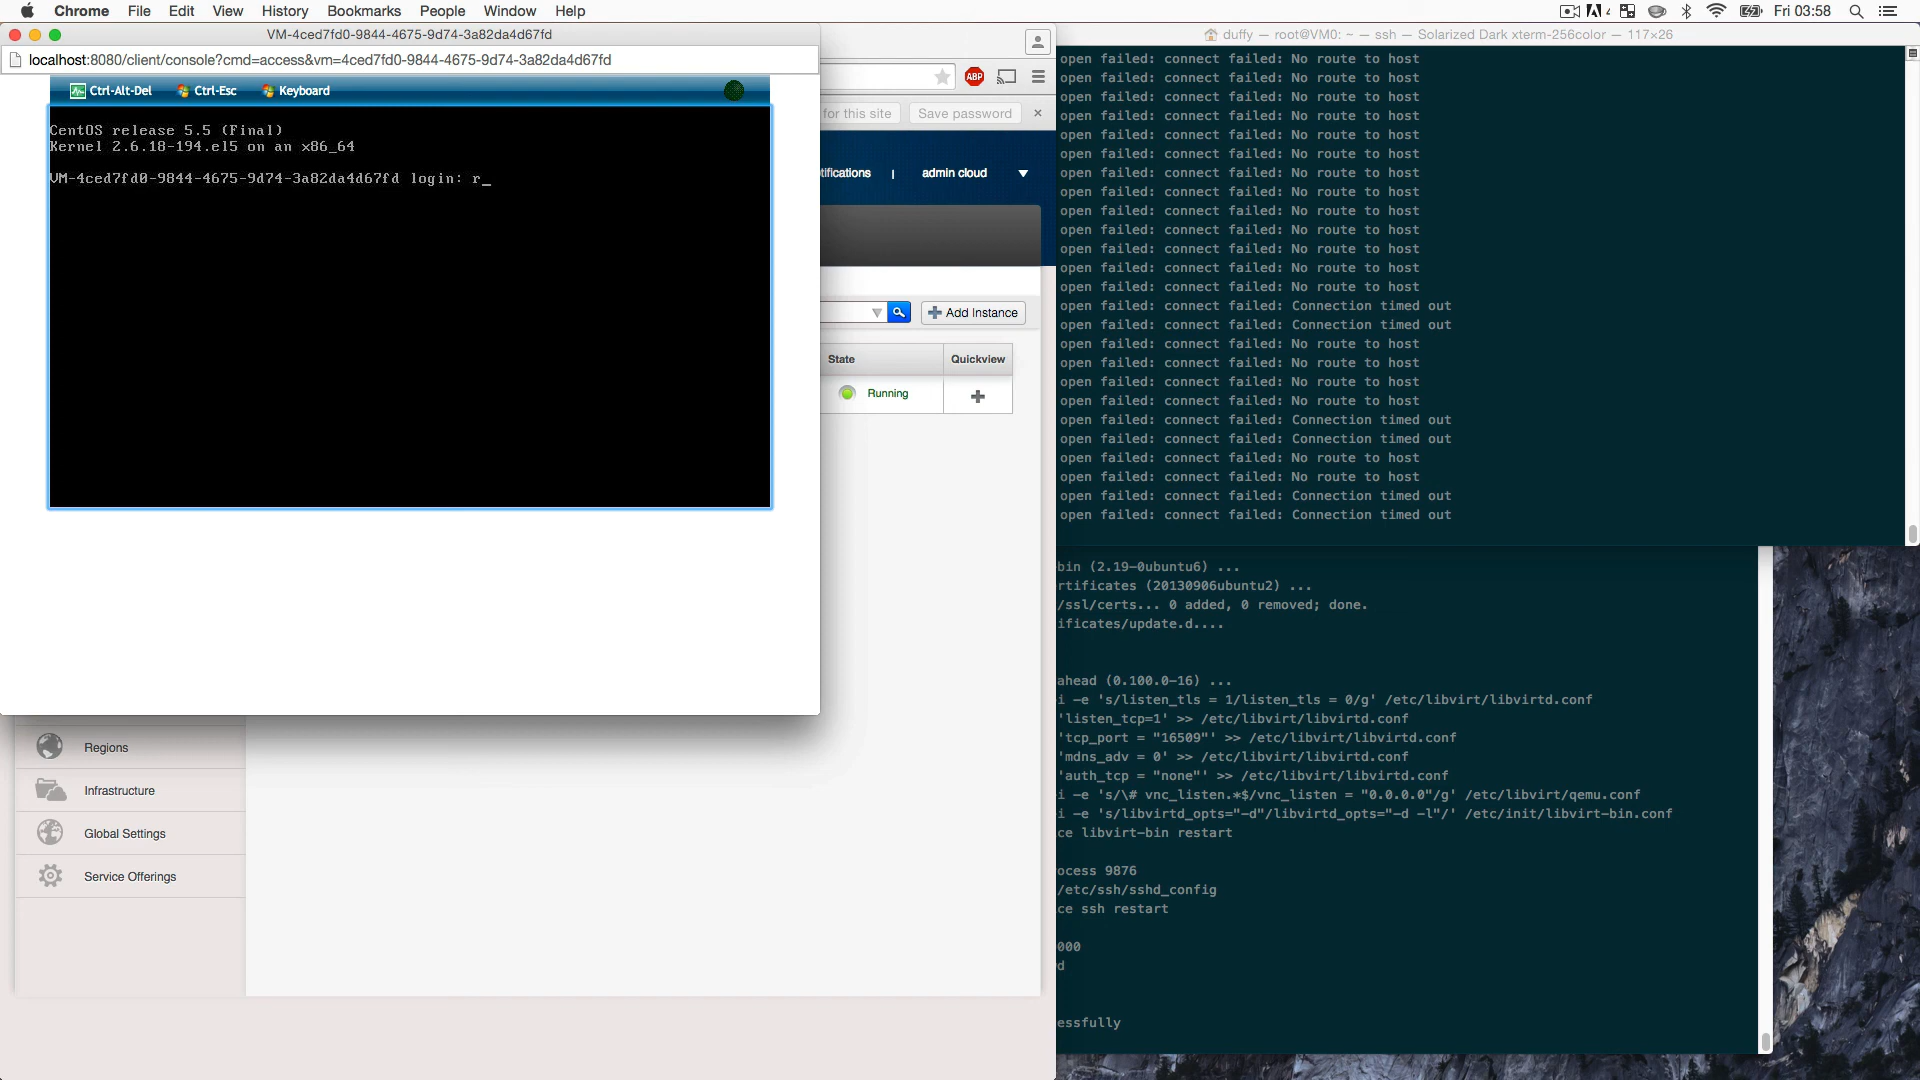 Chrome File Edit View History Bookmarks People Window Help
4
Fri 03:58
VM-4ced7fd0-9844-4675-9d74-3a82da4d67fd
localhost:8080/client/console?cmd=access&vm=4ced7fd0-9844-4675-9d74-3a82da4d67fd
Ctrl-Alt-Del Ctrl-Esc Keyboard
CentOS release 5.5 (Final)
Kernel 2.6.18-194.el5 on an x86_64
VM-4ced7fd0-9844-4675-9d74-3a82da4d67fd login: r_
ABP
for this site Save password ×
tifications | admin cloud
Add Instance
State Quickview
Running
Regions
Infrastructure
Global Settings
Service Offerings
duffy — root@VM0: ~ — ssh — Solarized Dark xterm-256color — 117×26
open failed: connect failed: No route to host
open failed: connect failed: No route to host
open failed: connect failed: No route to host
open failed: connect failed: No route to host
open failed: connect failed: No route to host
open failed: connect failed: No route to host
open failed: connect failed: No route to host
open failed: connect failed: No route to host
open failed: connect failed: No route to host
open failed: connect failed: No route to host
open failed: connect failed: No route to host
open failed: connect failed: No route to host
open failed: connect failed: No route to host
open failed: connect failed: Connection timed out
open failed: connect failed: Connection timed out
open failed: connect failed: No route to host
open failed: connect failed: No route to host
open failed: connect failed: No route to host
open failed: connect failed: No route to host
open failed: connect failed: Connection timed out
open failed: connect failed: Connection timed out
open failed: connect failed: No route to host
open failed: connect failed: No route to host
open failed: connect failed: Connection timed out
open failed: connect failed: Connection timed out
bin (2.19-0ubuntu6) ...
rtificates (20130906ubuntu2) ...
/ssl/certs... 0 added, 0 removed; done.
ificates/update.d....
ahead (0.100.0-16) ...
i -e 's/listen_tls = 1/listen_tls = 0/g' /etc/libvirt/libvirtd.conf
'listen_tcp=1' >> /etc/libvirt/libvirtd.conf
'tcp_port = "16509"' >> /etc/libvirt/libvirtd.conf
'mdns_adv = 0' >> /etc/libvirt/libvirtd.conf
'auth_tcp = "none"' >> /etc/libvirt/libvirtd.conf
i -e 's/\# vnc_listen.*$/vnc_listen = "0.0.0.0"/g' /etc/libvirt/qemu.conf
i -e 's/libvirtd_opts="-d"/libvirtd_opts="-d -l"/' /etc/init/libvirt-bin.conf
ce libvirt-bin restart
ocess 9876
/etc/ssh/sshd_config
ce ssh restart
000
d
essfully